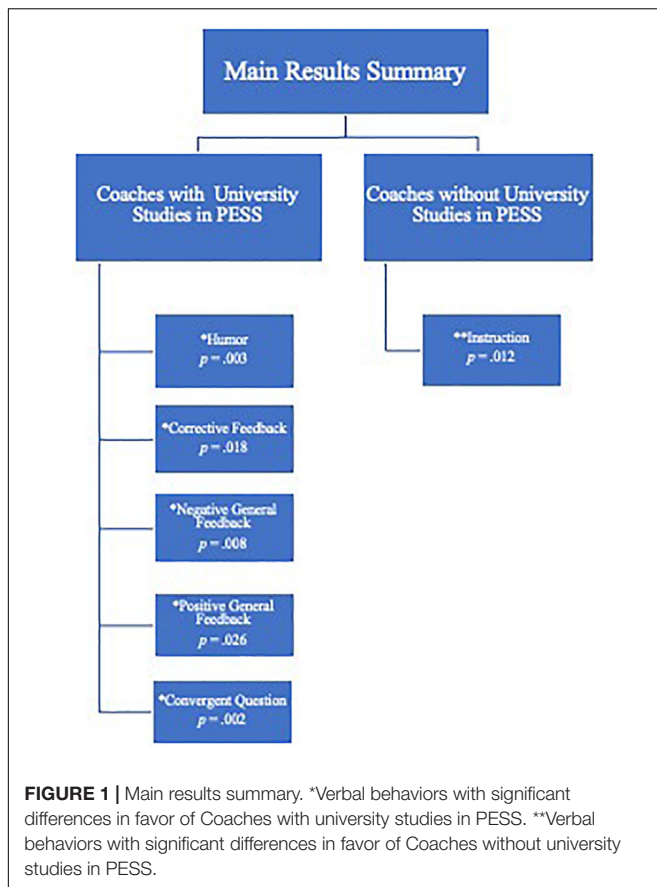 Main Results Summary
Coaches with University
Studies in PESS
Coaches without University
Studies in PESS
*Humor
p = .003
*Corrective Feedback
p = .018
*Negative General
Feedback
p = .008
*Positive General
Feedback
p = .026
*Convergent Question
p = .002
**Instruction
p = .012
FIGURE 1 | Main results summary. *Verbal behaviors with significant
differences in favor of Coaches with university studies in PESS. **Verbal
behaviors with significant differences in favor of Coaches without university
studies in PESS.